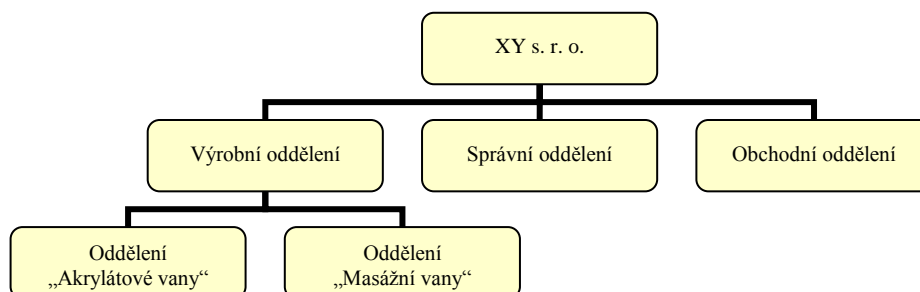 XY s. r. o.
Výrobní oddělení
Správní oddělení
Obchodní oddělení
Oddělení
„Akrylátové vany“
Oddělení
„Masážní vany“